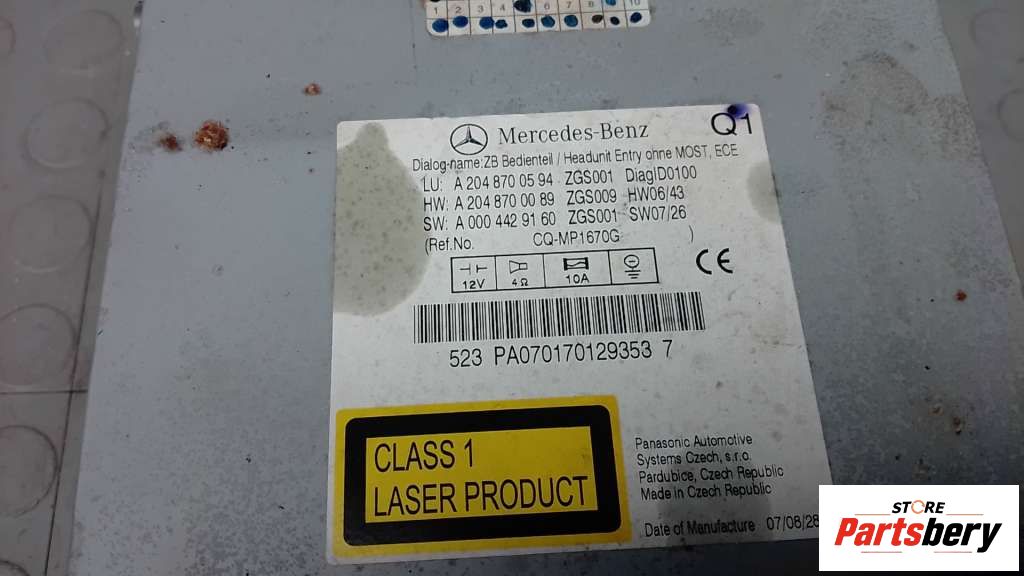 1 2 3 4 5 6 7 8 10
Mercedes-Benz Q1
Dialog-name:ZB Bedienteil / Headunit Entry ohne MOST, ECE
LU: A 204 870 05 94 ZGS001 DiagID0100
HW: A 204 870 00 89 ZGS009 HW06/43
SW: A 000 442 91 60 ZGS001 SW07/26
(Ref.No. CQ-MP1670G )
12V 4Ω 10A
CE
523 PA070170129353 7
CLASS 1
LASER PRODUCT
Panasonic Automotive
Systems Czech, s.r.o.
Pardubice, Czech Republic
Made in Czech Republic
Date of Manufacture 07/08/28
STORE
Partsbery